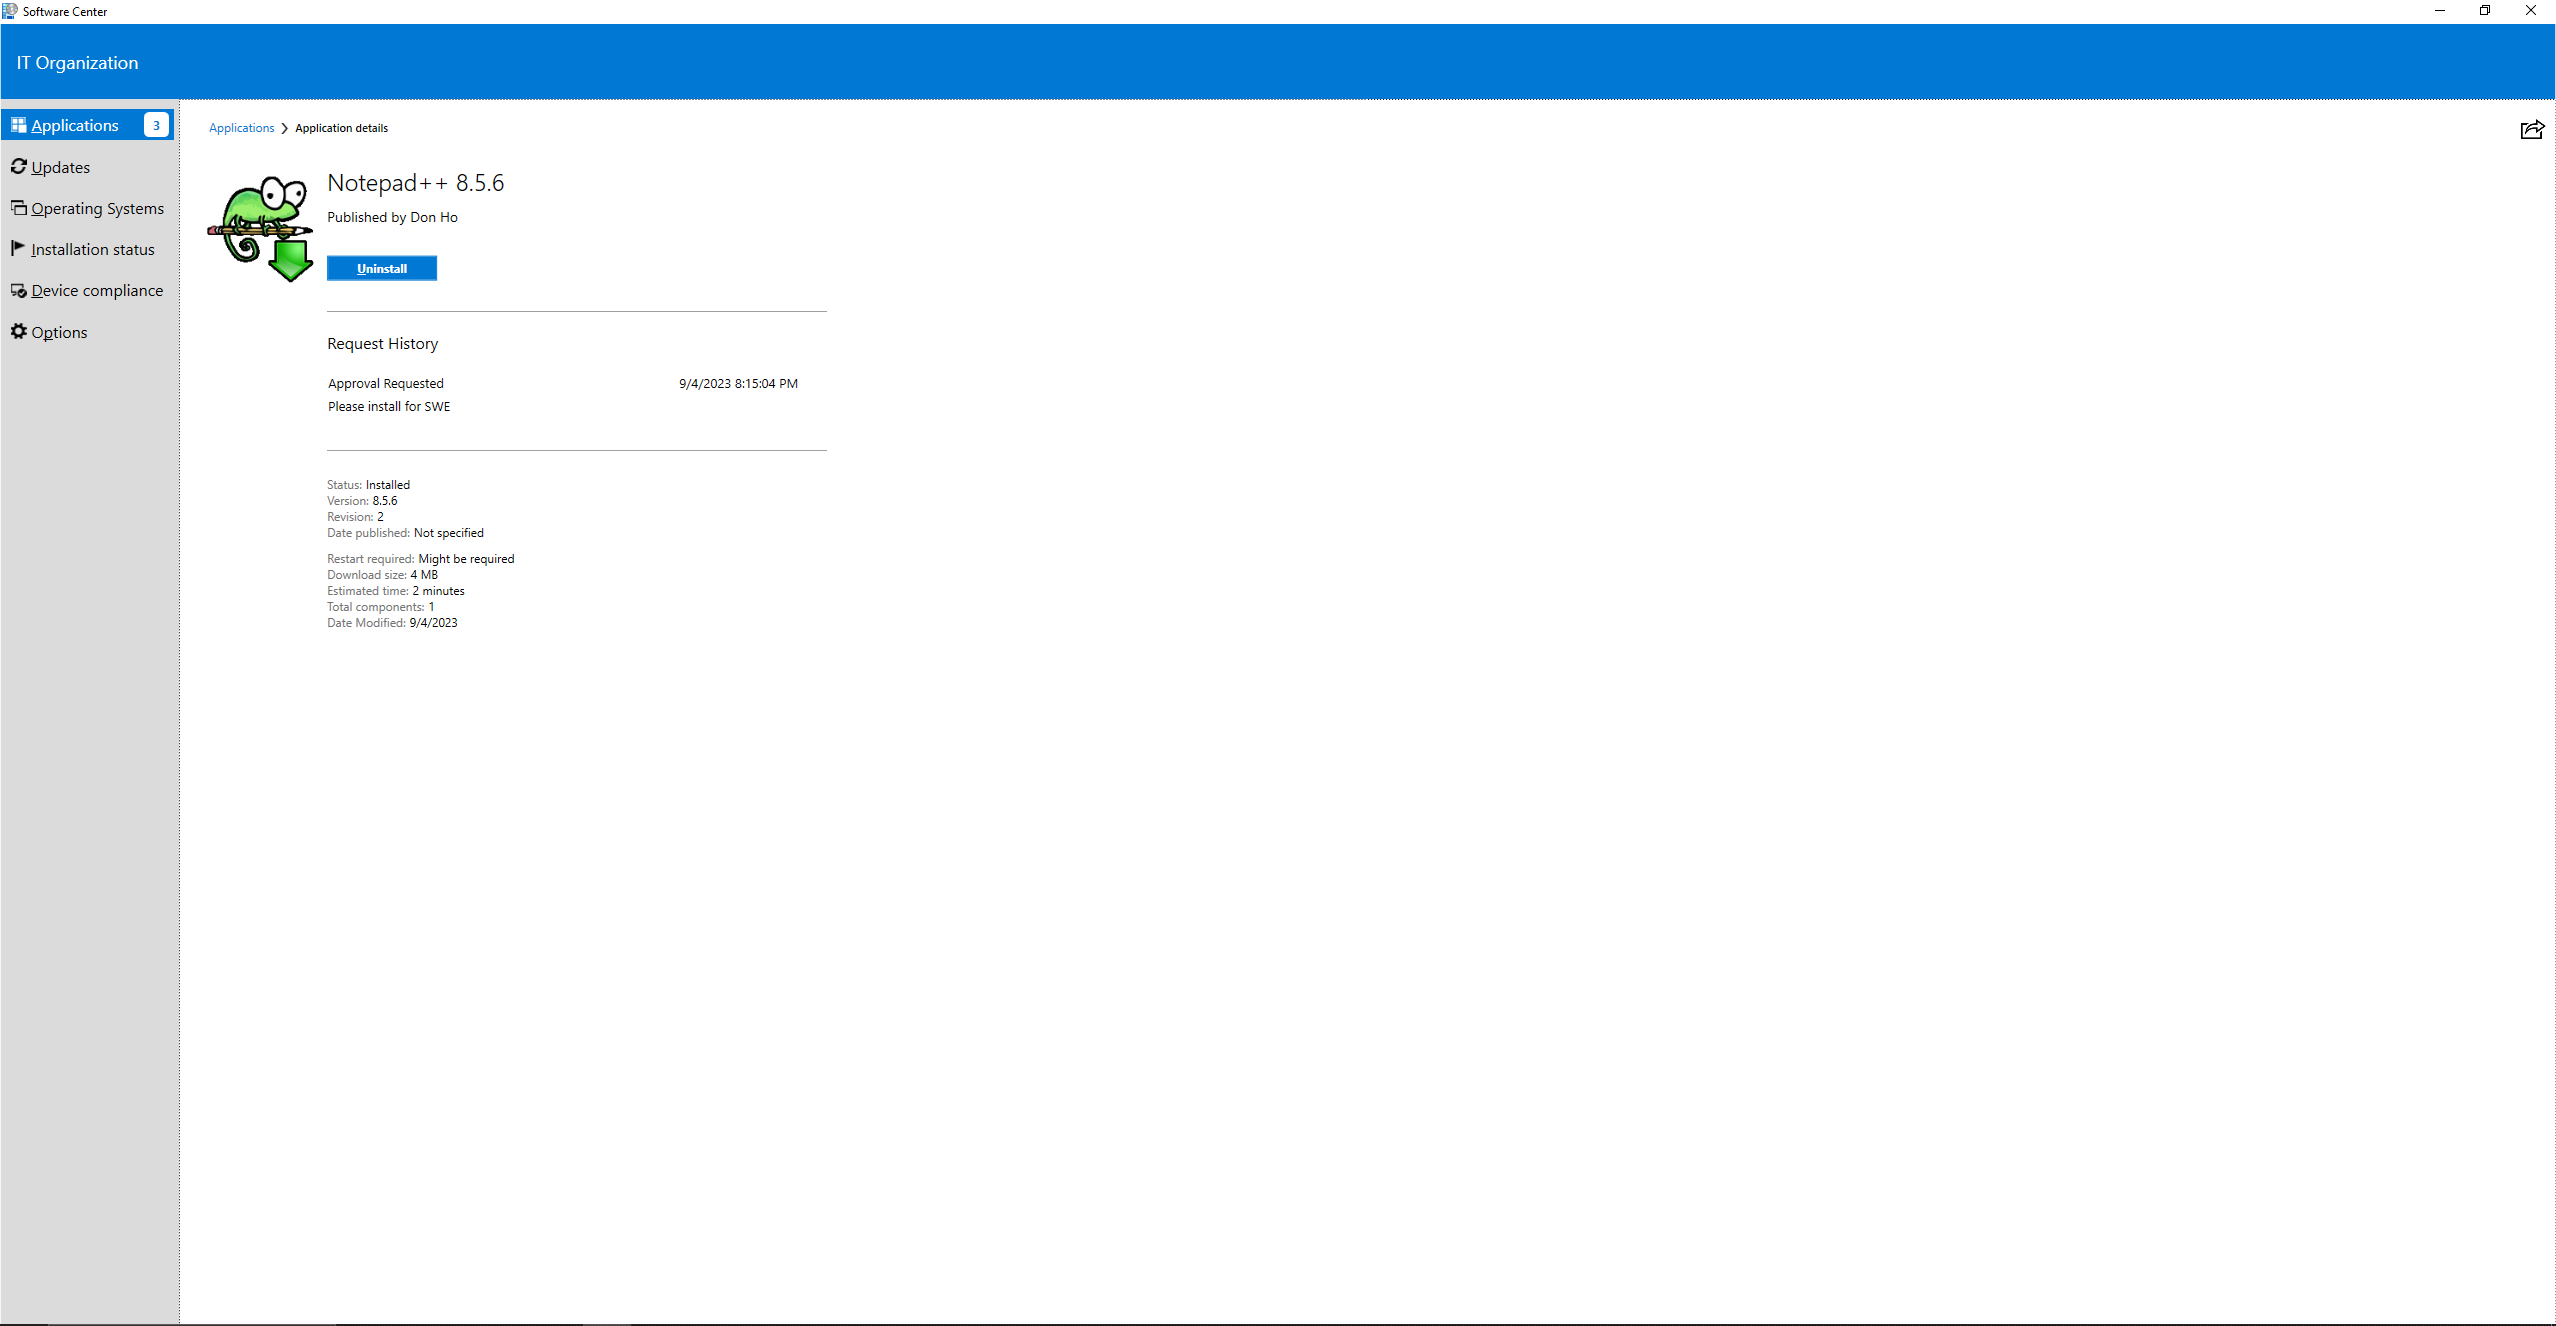 Software Center
IT Organization
Applications 3
Updates
Operating Systems
Installation status
Device compliance
Options
Applications Application details
Notepad++ 8.5.6
Published by Don Ho
Uninstall
Request History
Approval Requested 9/4/2023 8:15:04 PM
Please install for SWE
Status: Installed
Version: 8.5.6
Revision: 2
Date published: Not specified
Restart required: Might be required
Download size: 4 MB
Estimated time: 2 minutes
Total components: 1
Date Modified: 9/4/2023